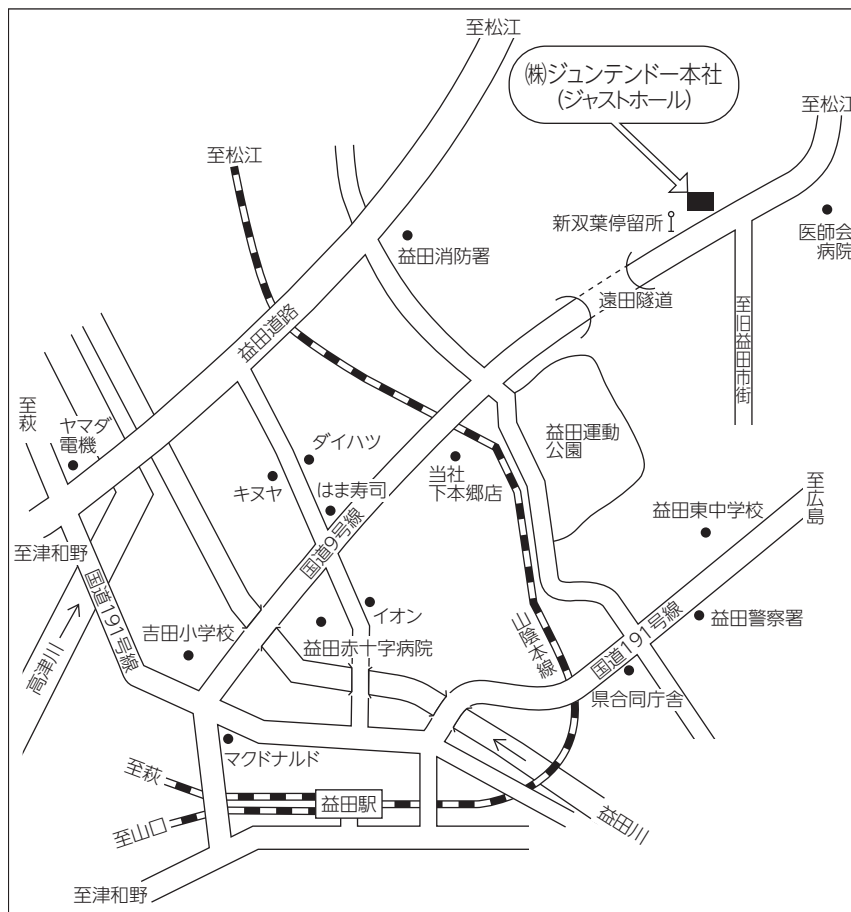 至松江
㈱ジュンテンドー本社
(ジャストホール)
至松江
至松江
新双葉停留所
医師会
病院
益田消防署
遠田隧道
至旧益田市街
益田道路
至萩
ヤマダ
電機
ダイハツ
キヌヤ
はま寿司
当社
下本郷店
益田運動
公園
至広島
益田東中学校
国道9号線
至津和野
国道191号線
高津川
吉田小学校
イオン
益田赤十字病院
山陰本線
国道191号線
益田警察署
県合同庁舎
マクドナルド
至萩
益田駅
至山口
益田川
至津和野